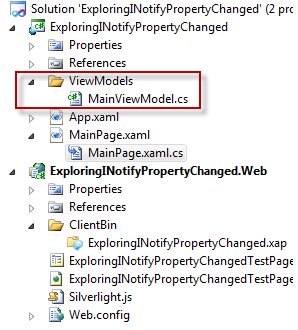 Solution 'ExploringINotifyPropertyChanged' (2 pro
ExploringINotifyPropertyChanged
Properties
References
ViewModels
MainViewModel.cs
App.xaml
MainPage.xaml
MainPage.xaml.cs
ExploringINotifyPropertyChanged.Web
Properties
References
ClientBin
ExploringINotifyPropertyChanged.xap
ExploringINotifyPropertyChangedTestPage
ExploringINotifyPropertyChangedTestPage
Silverlight.js
Web.config